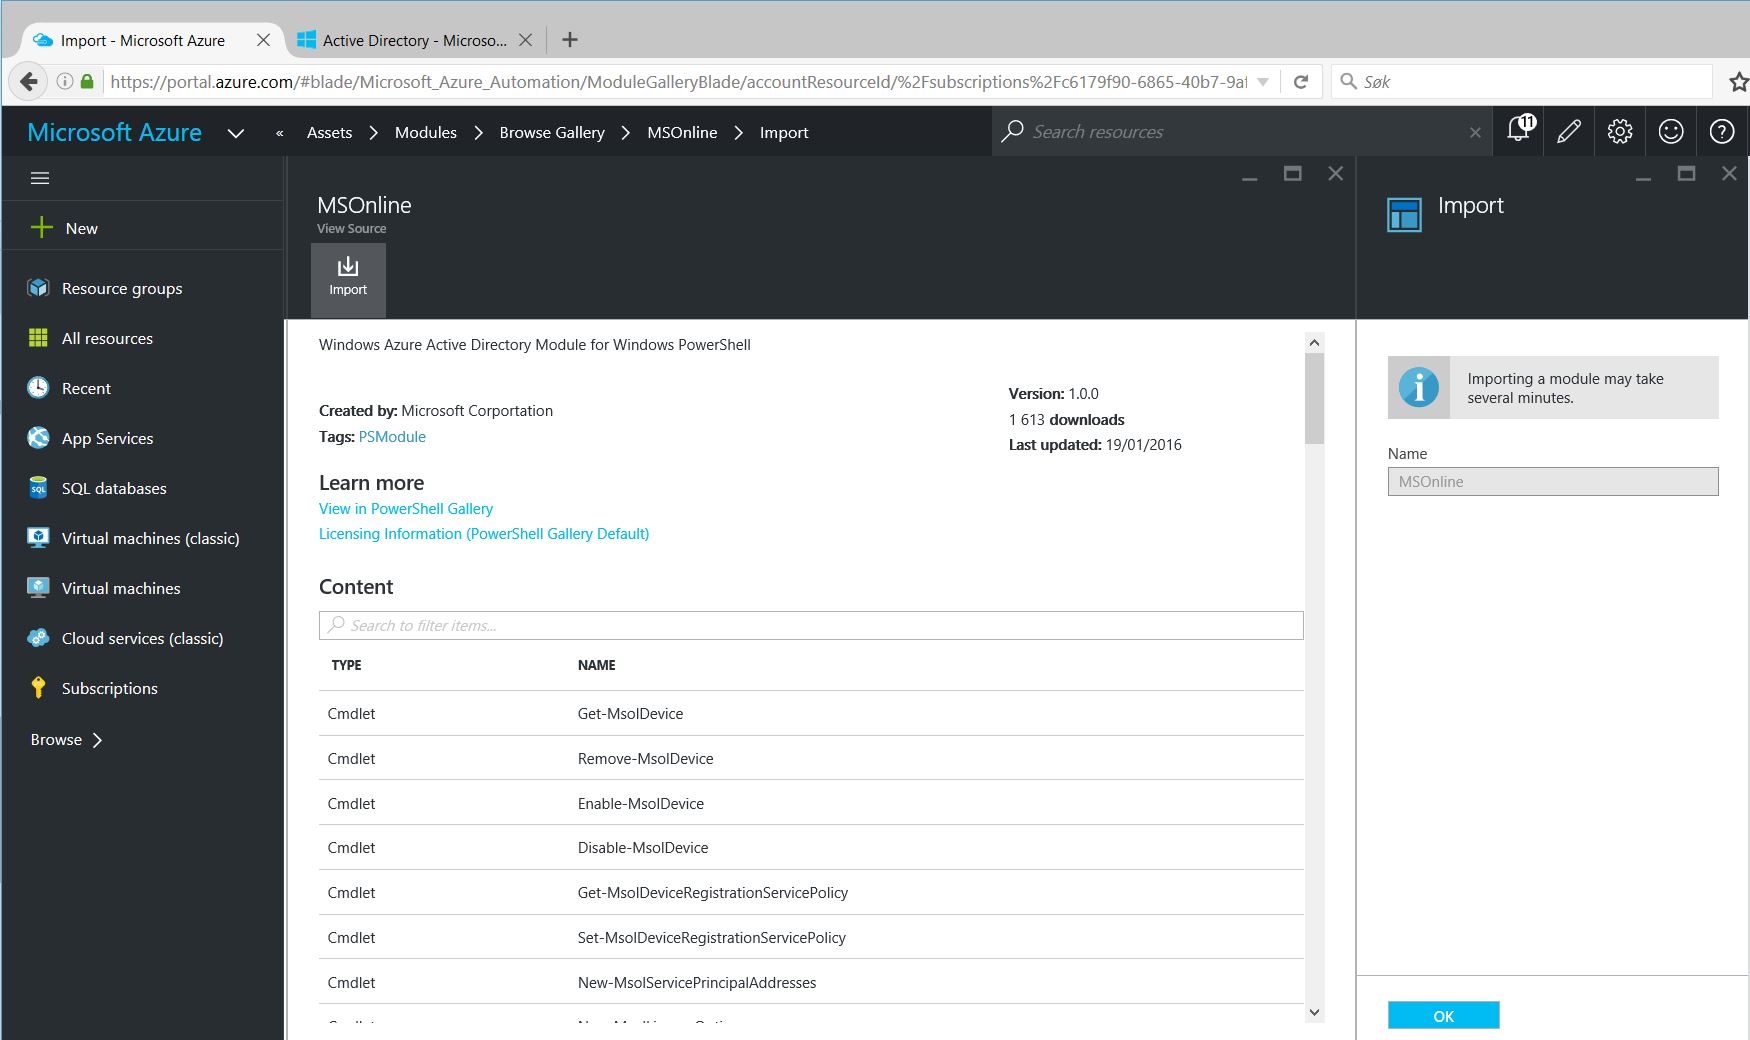 Import - Microsoft Azure
Active Directory - Microso...
https://portal.azure.com/#blade/Microsoft_Azure_Automation/ModuleGalleryBlade/accountResourceId/%2Fsubscriptions%2Fc6179f90-6865-40b7-9af
Søk
Microsoft Azure
« Assets > Modules > Browse Gallery > MSOnline > Import
Search resources
11
New
Resource groups
All resources
Recent
App Services
SQL databases
Virtual machines (classic)
Virtual machines
Cloud services (classic)
Subscriptions
Browse >
MSOnline
View Source
Import
Windows Azure Active Directory Module for Windows PowerShell
Created by: Microsoft Corportation
Tags: PSModule
Version: 1.0.0
1 613 downloads
Last updated: 19/01/2016
Learn more
View in PowerShell Gallery
Licensing Information (PowerShell Gallery Default)
Content
Search to filter items...
TYPE NAME
Cmdlet Get-MsolDevice
Cmdlet Remove-MsolDevice
Cmdlet Enable-MsolDevice
Cmdlet Disable-MsolDevice
Cmdlet Get-MsolDeviceRegistrationServicePolicy
Cmdlet Set-MsolDeviceRegistrationServicePolicy
Cmdlet New-MsolServicePrincipalAddresses
Import
Importing a module may take
several minutes.
Name
MSOnline
OK